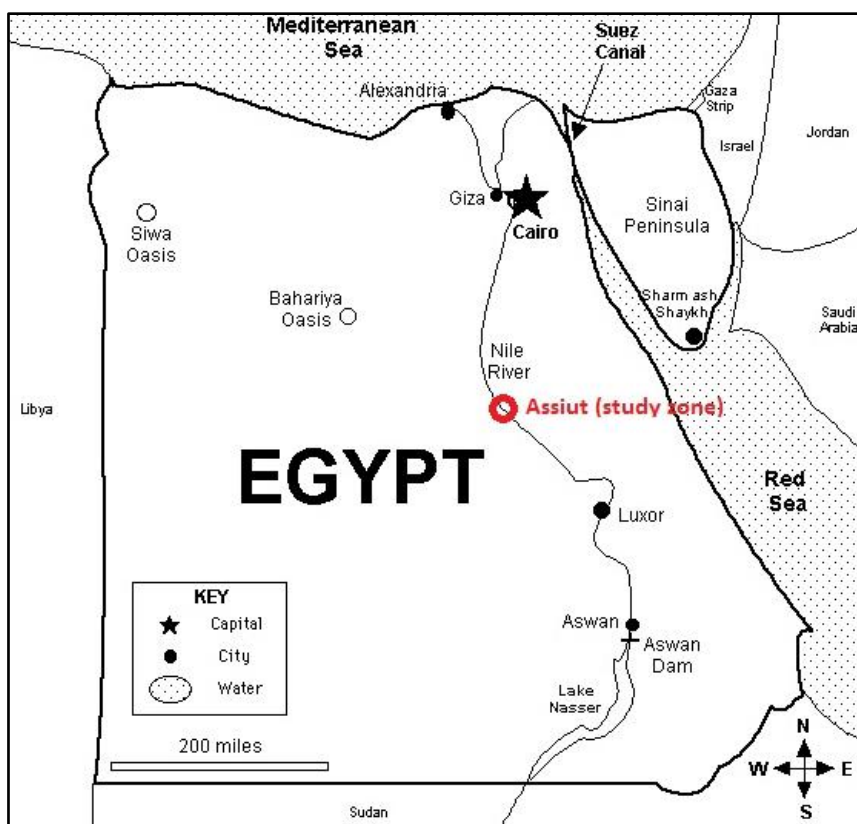 Mediterranean
Sea
Suez
Canal
Alexandria
Gaza
Strip
Israel
Jordan
Giza
Cairo
Sinai
Peninsula
Siwa
Oasis
Bahariya
Oasis
Sharm ash
Shaykh
Saudi
Arabia
Nile
River
Libya
Assiut (study zone)
EGYPT
Red
Sea
Luxor
KEY
Capital
City
Water
Aswan
Aswan
Dam
Lake
Nasser
200 miles
N
W
E
S
Sudan